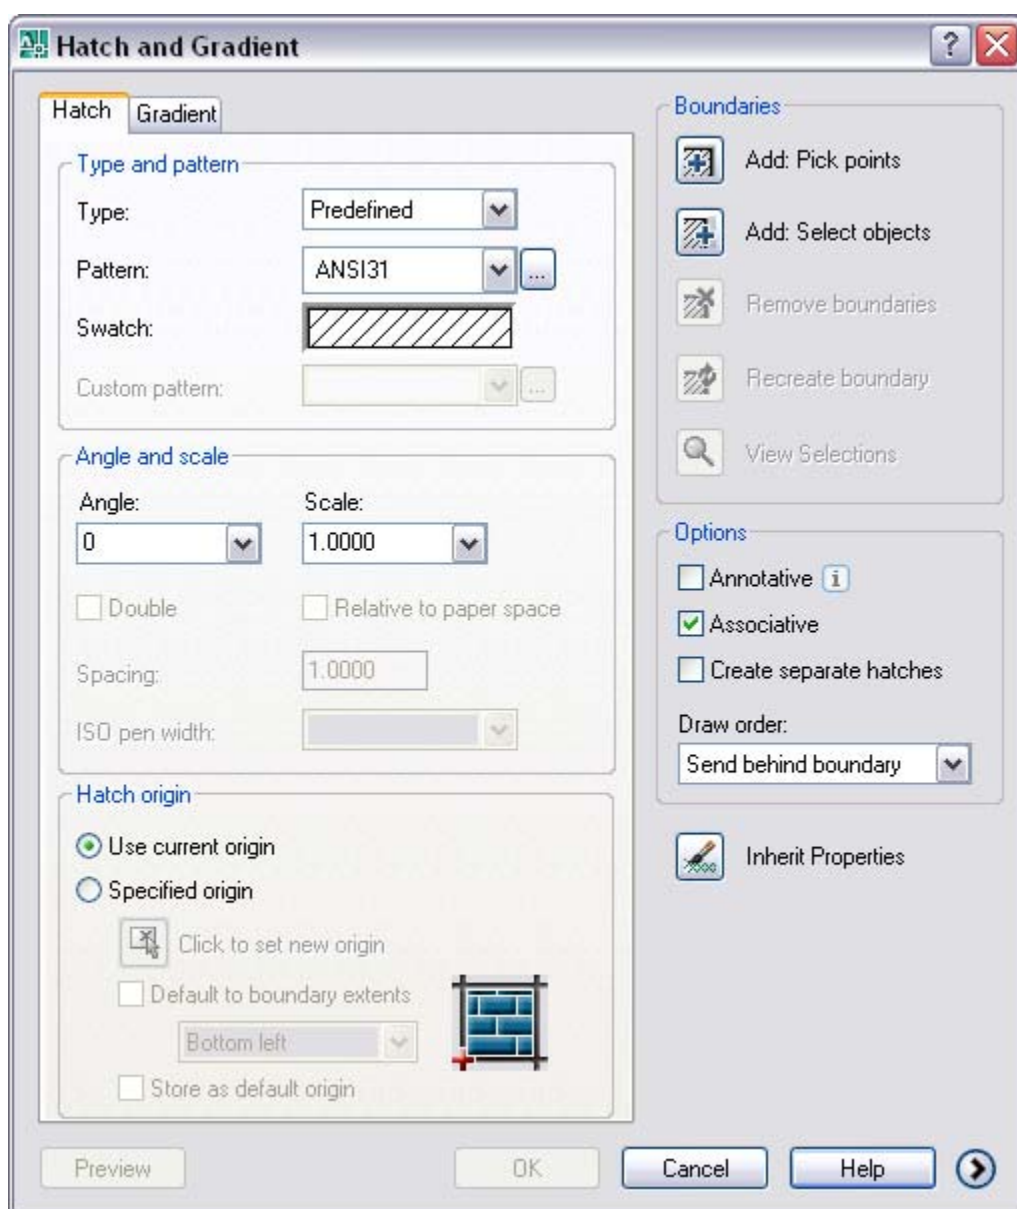 Hatch and Gradient
Hatch Gradient
Type and pattern
Type: Predefined
Pattern: ANSI31 ...
Swatch:
Custom pattern: ...
Angle and scale
Angle: Scale:
0 1.0000
Double Relative to paper space
Spacing: 1.0000
ISO pen width:
Hatch origin
Use current origin
Specified origin
Click to set new origin
Default to boundary extents
Bottom left
Store as default origin
Boundaries
Add: Pick points
Add: Select objects
Remove boundaries
Recreate boundary
View Selections
Options
Annotative i
Associative
Create separate hatches
Draw order:
Send behind boundary
Inherit Properties
Preview OK Cancel Help